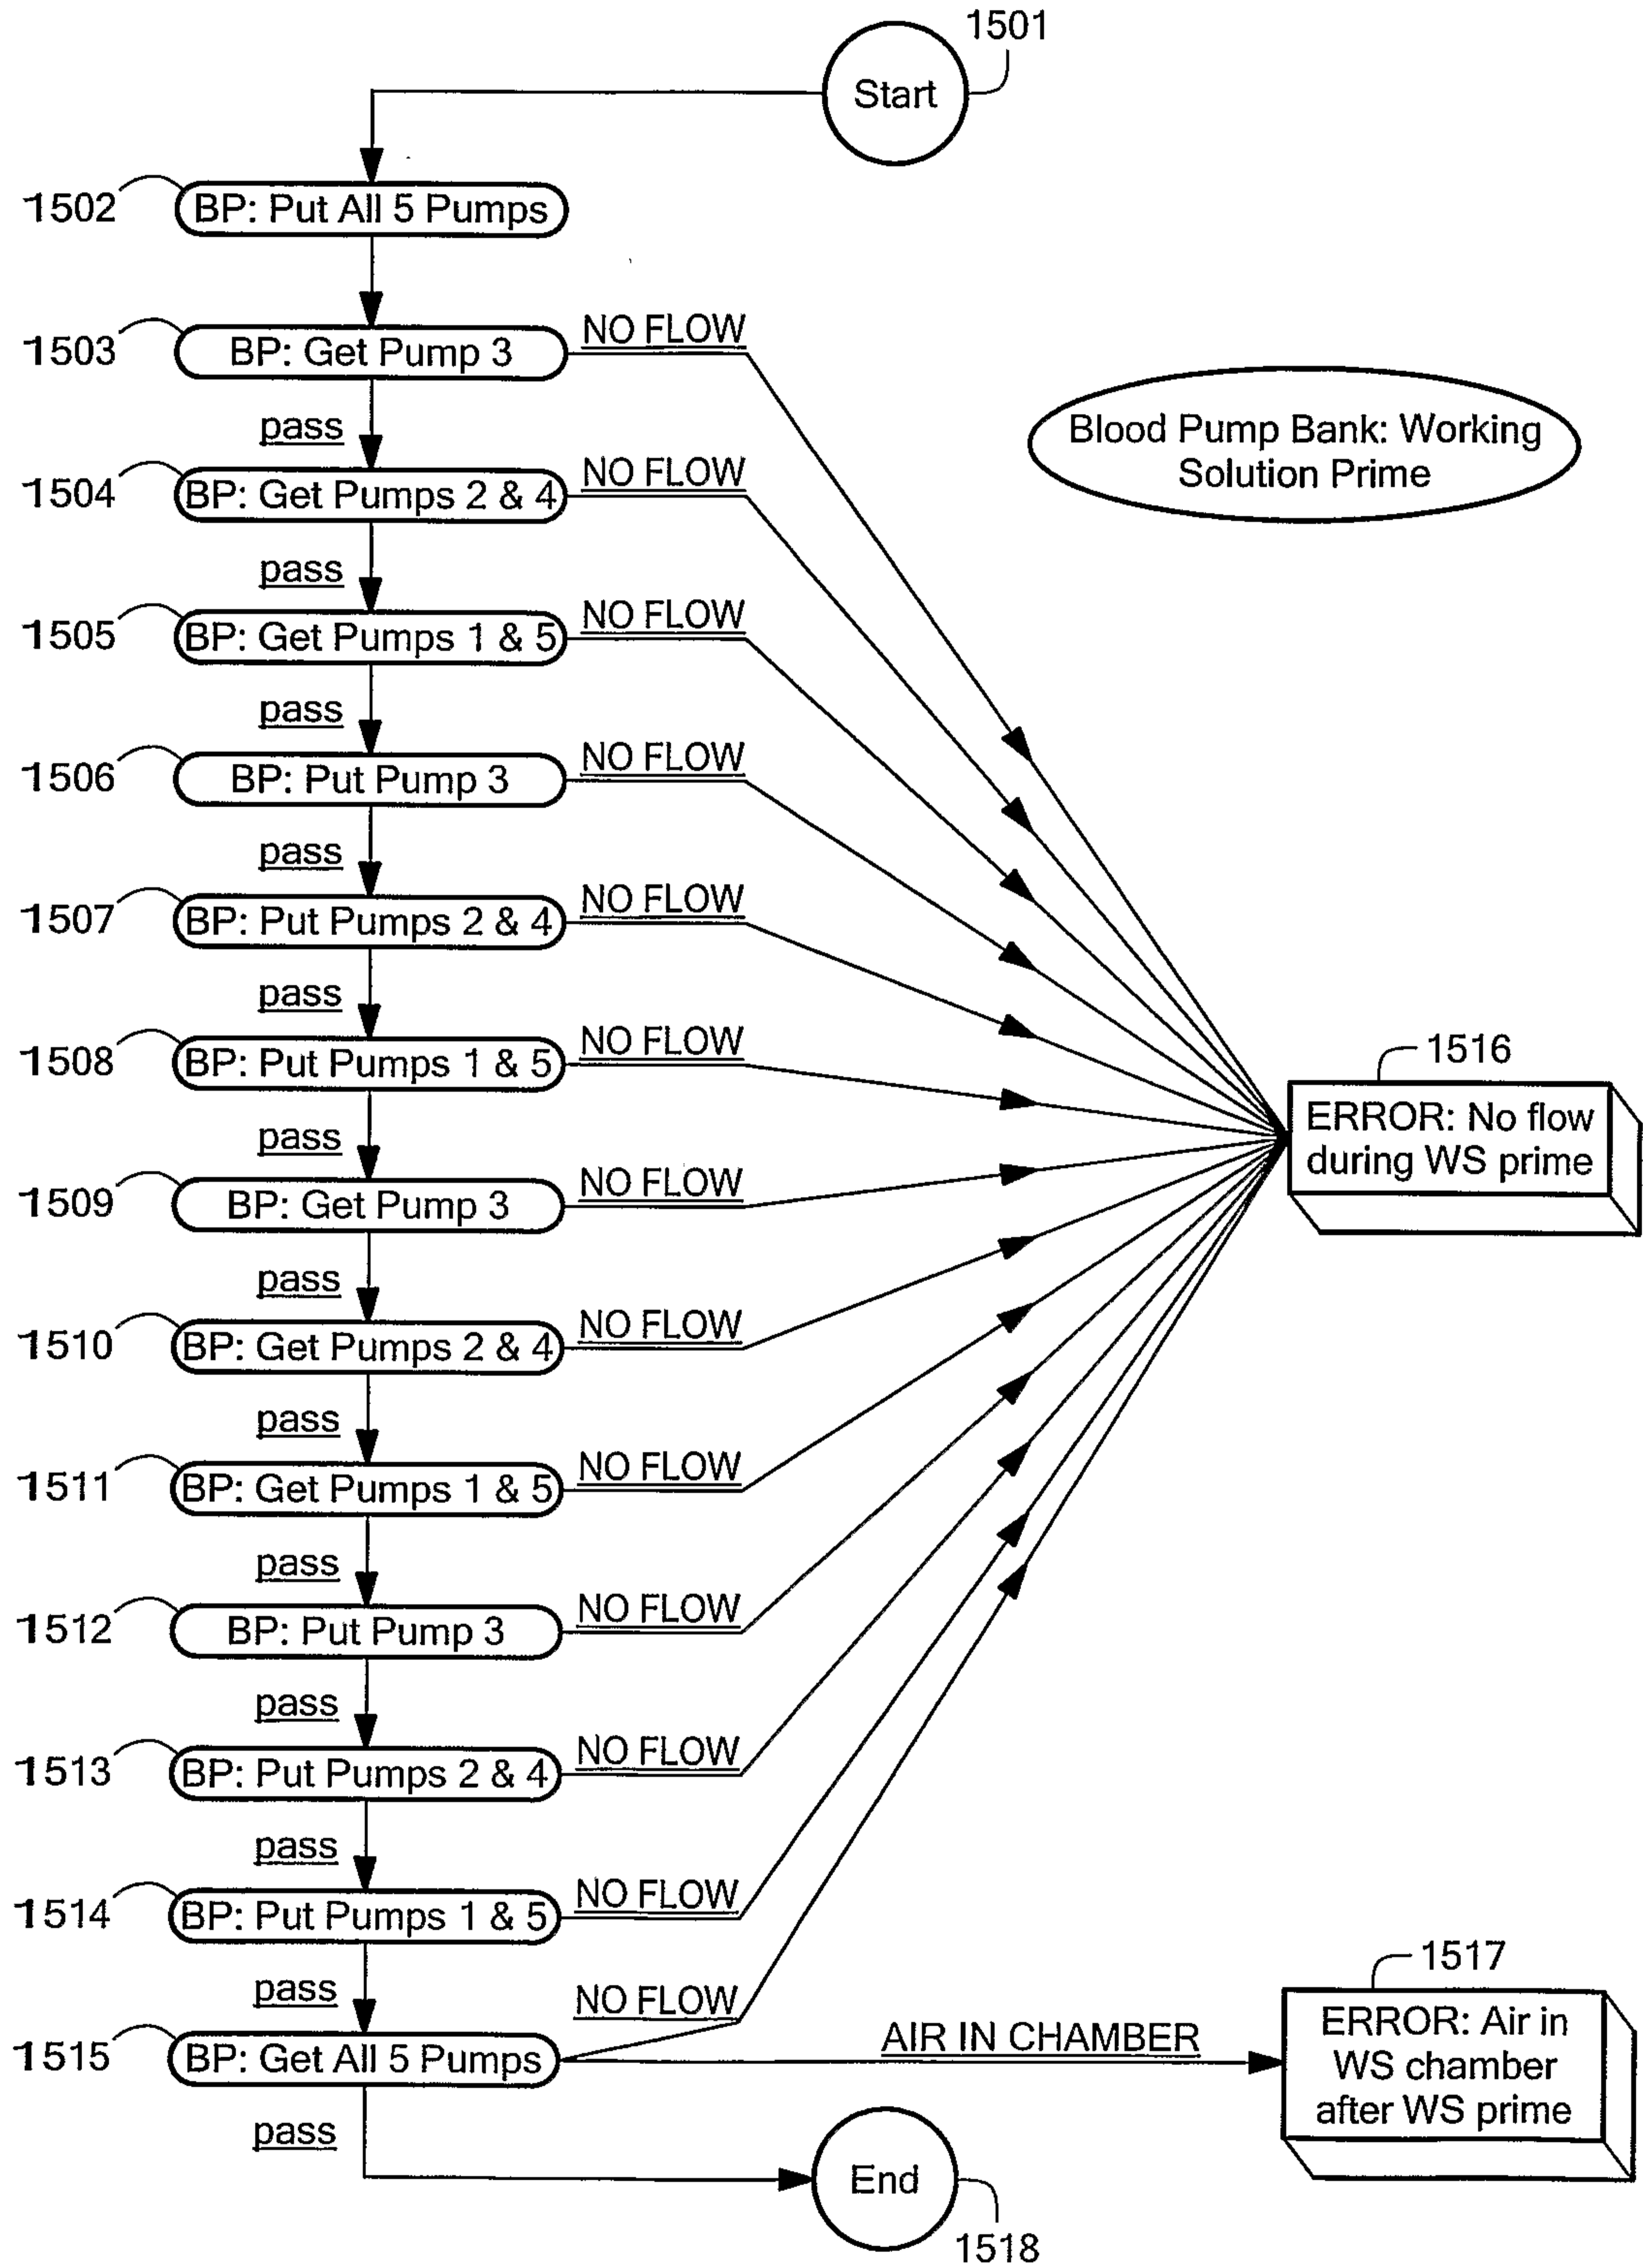 1501
Start
1502
BP: Put All 5 Pumps
1503
BP: Get Pump 3
NO FLOW
Blood Pump Bank: Working
Solution Prime
pass
1504
BP: Get Pumps 2 & 4
NO FLOW
pass
1505
BP: Get Pumps 1 & 5
NO FLOW
pass
1506
BP: Put Pump 3
NO FLOW
pass
1507
BP: Put Pumps 2 & 4
NO FLOW
pass
1508
BP: Put Pumps 1 & 5
NO FLOW
1516
ERROR: No flow
during WS prime
pass
1509
BP: Get Pump 3
NO FLOW
pass
1510
BP: Get Pumps 2 & 4
NO FLOW
pass
1511
BP: Get Pumps 1 & 5
NO FLOW
pass
1512
BP: Put Pump 3
NO FLOW
pass
1513
BP: Put Pumps 2 & 4
NO FLOW
pass
1514
BP: Put Pumps 1 & 5
NO FLOW
pass
1515
BP: Get All 5 Pumps
NO FLOW
AIR IN CHAMBER
1517
ERROR: Air in
WS chamber
after WS prime
pass
End
1518